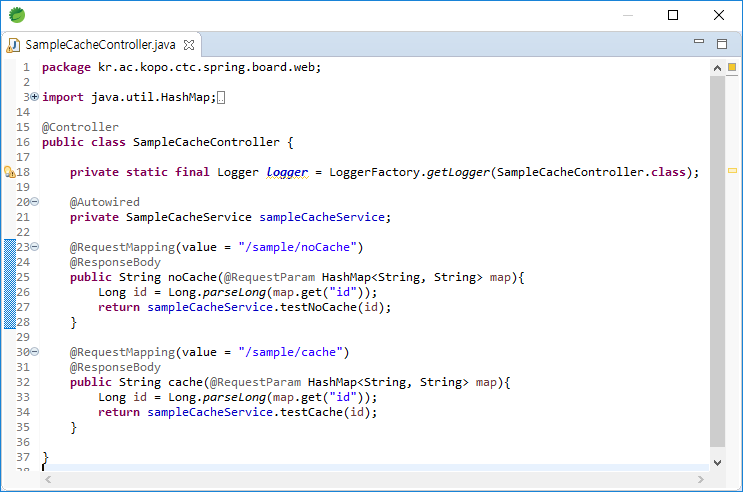 SampleCacheController.java
1 package kr.ac.kopo.ctc.spring.board.web;
2
3 import java.util.HashMap;
14
15 @Controller
16 public class SampleCacheController {
17
18     private static final Logger logger = LoggerFactory.getLogger(SampleCacheController.class);
19
20     @Autowired
21     private SampleCacheService sampleCacheService;
22
23     @RequestMapping(value = "/sample/noCache")
24     @ResponseBody
25     public String noCache(@RequestParam HashMap<String, String> map){
26         Long id = Long.parseLong(map.get("id"));
27         return sampleCacheService.testNoCache(id);
28     }
29
30     @RequestMapping(value = "/sample/cache")
31     @ResponseBody
32     public String cache(@RequestParam HashMap<String, String> map){
33         Long id = Long.parseLong(map.get("id"));
34         return sampleCacheService.testCache(id);
35     }
36
37 }
38